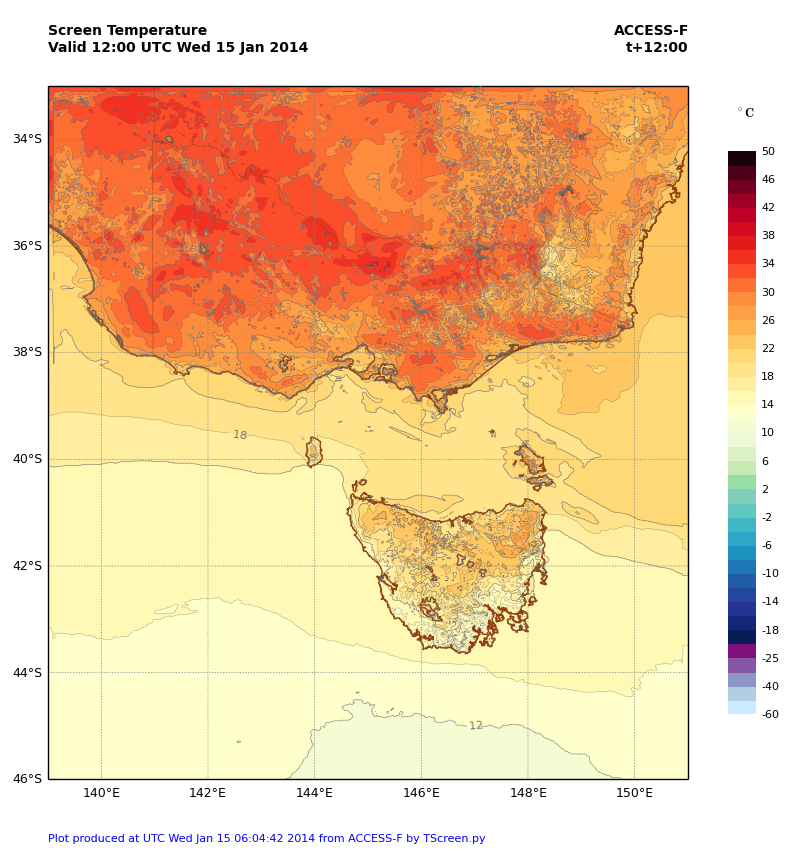 Screen Temperature
ACCESS-F
Valid 12:00 UTC Wed 15 Jan 2014
t+12:00
°C
34°S
36°S
38°S
40°S
42°S
44°S
46°S
18
12
140°E
142°E
144°E
146°E
148°E
150°E
50
46
42
38
34
30
26
22
18
14
10
6
2
-2
-6
-10
-14
-18
-25
-40
-60
Plot produced at UTC Wed Jan 15 06:04:42 2014 from ACCESS-F by TScreen.py